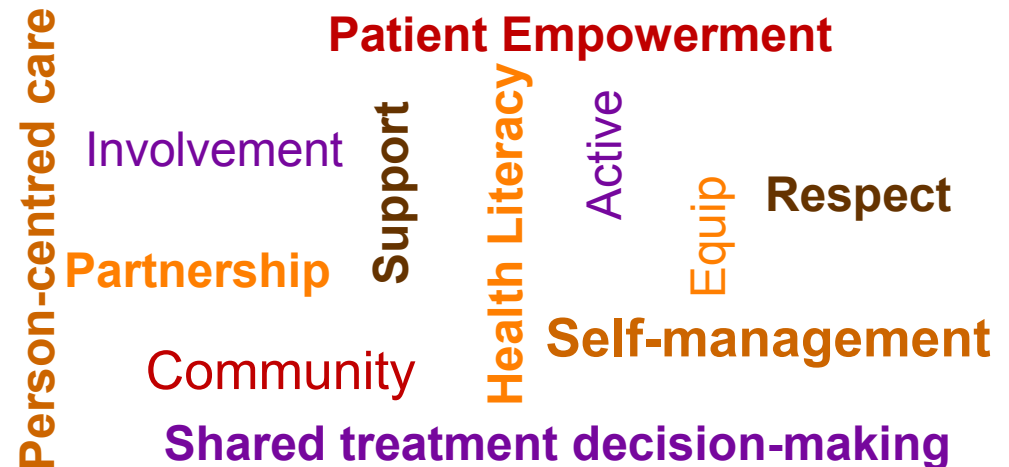 Person-centred care
Patient Empowerment
Involvement
Support
Health Literacy
Active
Equip
Respect
Partnership
Self-management
Community
Shared treatment decision-making